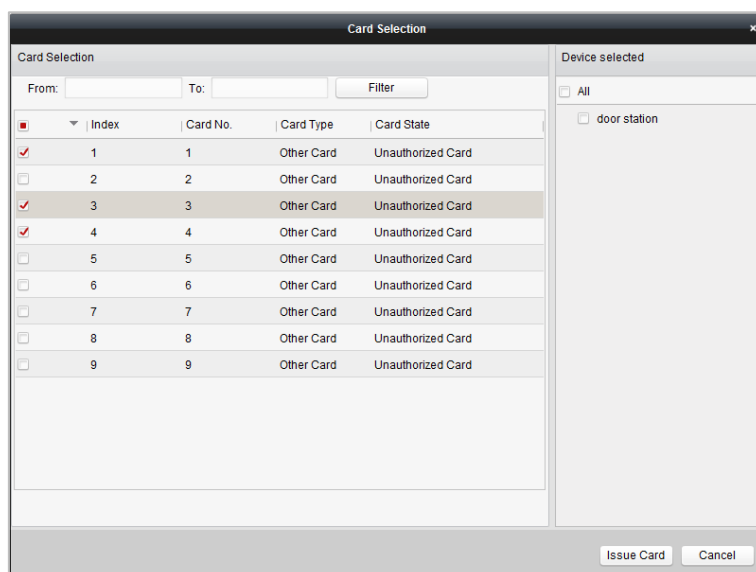 Card Selection ×
Card Selection
From: To: Filter
Index Card No. Card Type Card State
1 1 Other Card Unauthorized Card
2 2 Other Card Unauthorized Card
3 3 Other Card Unauthorized Card
4 4 Other Card Unauthorized Card
5 5 Other Card Unauthorized Card
6 6 Other Card Unauthorized Card
7 7 Other Card Unauthorized Card
8 8 Other Card Unauthorized Card
9 9 Other Card Unauthorized Card
Device selected
All
door station
Issue Card Cancel